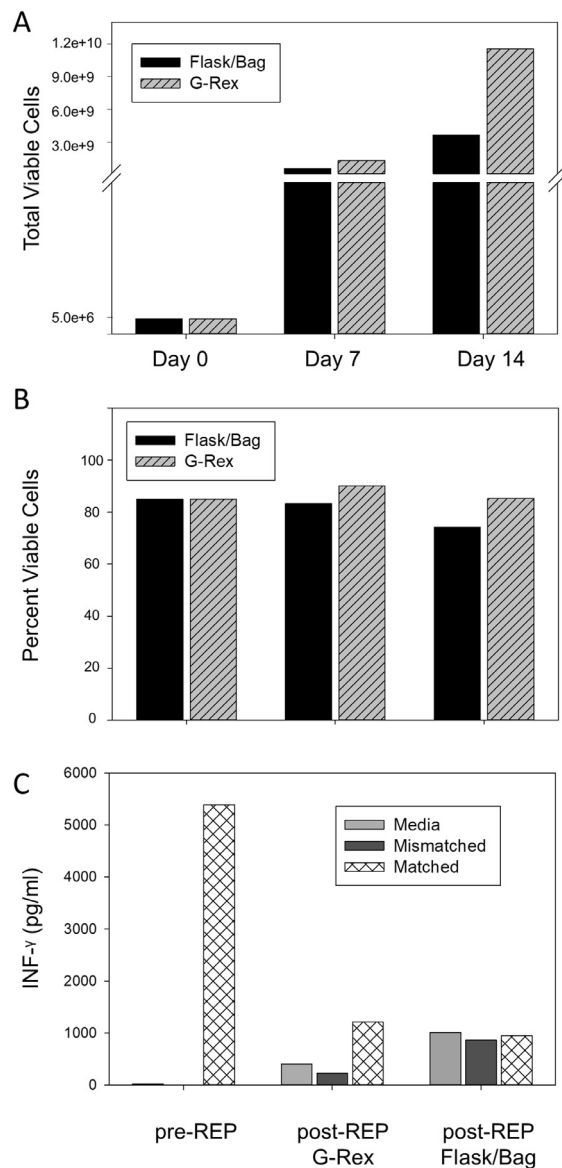 A
Total Viable Cells
1.2e+10
9.0e+9
6.0e+9
3.0e+9
5.0e+6
Flask/Bag
G-Rex
Day 0
Day 7
Day 14
B
Percent Viable Cells
100
80
60
40
20
0
Flask/Bag
G-Rex
C
INF-γ (pg/ml)
6000
5000
4000
3000
2000
1000
0
Media
Mismatched
Matched
pre-REP
post-REP
G-Rex
post-REP
Flask/Bag